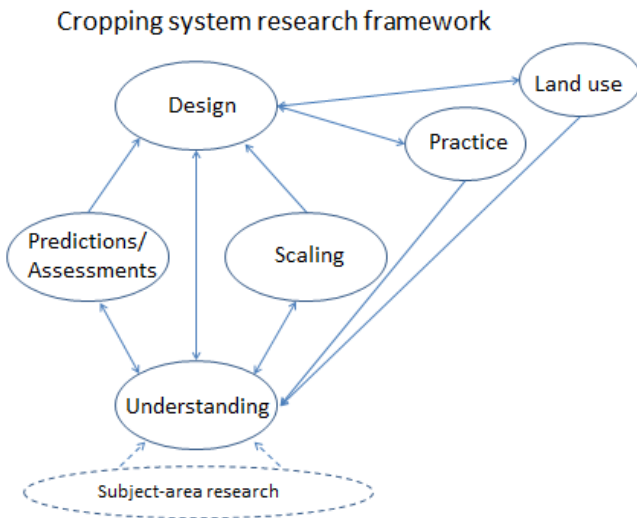 Cropping system research framework
Design
Land use
Practice
Predictions/
Assessments
Scaling
Understanding
Subject-area research